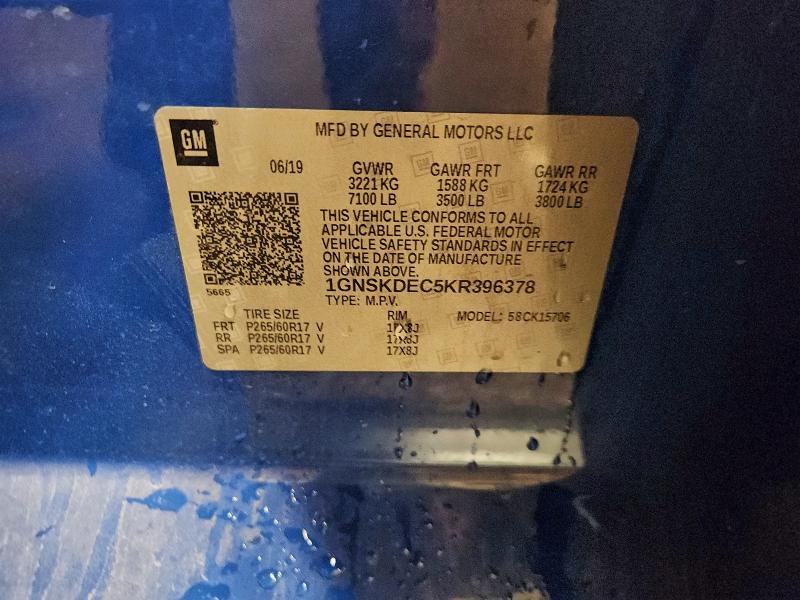 GM
MFD BY GENERAL MOTORS LLC
06/19 GVWR GAWR FRT GAWR RR
3221 KG 1588 KG 1724 KG
7100 LB 3500 LB 3800 LB
THIS VEHICLE CONFORMS TO ALL
APPLICABLE U.S. FEDERAL MOTOR
VEHICLE SAFETY STANDARDS IN EFFECT
ON THE DATE OF MANUFACTURE
SHOWN ABOVE.
5665
1GNSKDEC5KR396378
TYPE: M.P.V.
TIRE SIZE RIM MODEL: 58CK15706
FRT P265/60R17 V 17X8J
RR P265/60R17 V 17X8J
SPA P265/60R17 V 17X8J